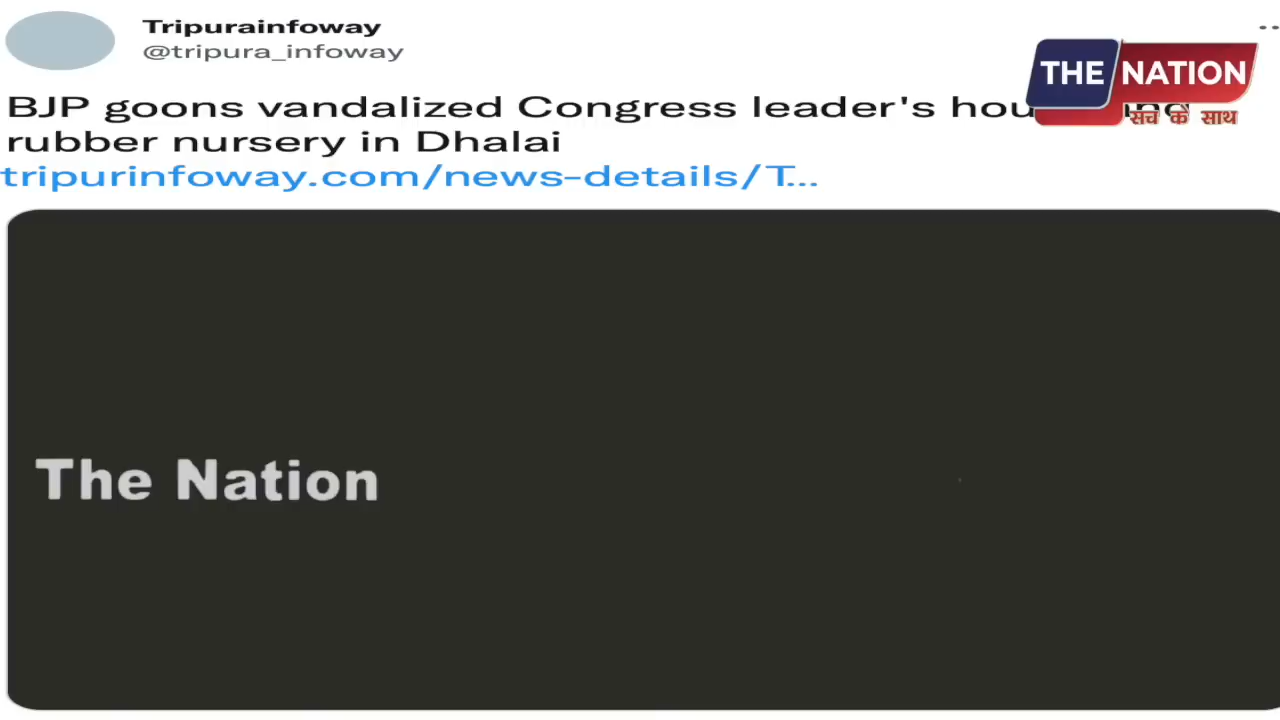 Tripurainfoway
@tripura_infoway
THE NATION
सच के साथ
BJP goons vandalized Congress leader's
rubber nursery in Dhalai
tripurinfoway.com/news-details/T...
The Nation